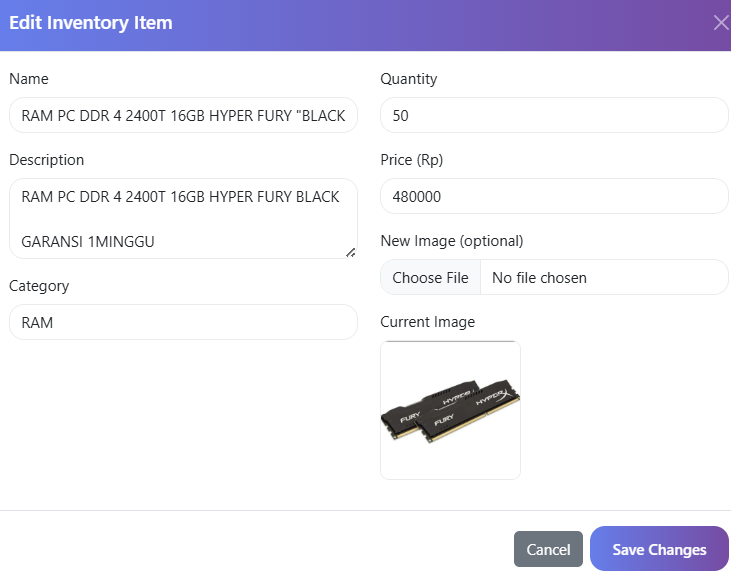 Edit Inventory Item
Name
RAM PC DDR 4 2400T 16GB HYPER FURY "BLACK
Description
RAM PC DDR 4 2400T 16GB HYPER FURY BLACK
GARANSI 1MINGGU
Category
RAM
Quantity
50
Price (Rp)
480000
New Image (optional)
Choose File No file chosen
Current Image
FURY HYPER
FURY HYPERX
Cancel Save Changes